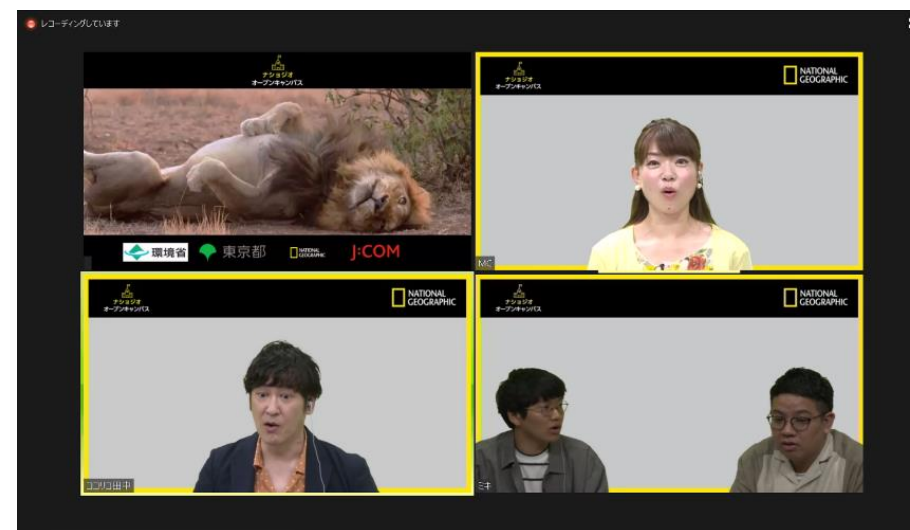 レコーディングしています
ナショジオ
オープンキャンパス
環境省
東京都
NATIONAL
GEOGRAPHIC
J:COM
ナショジオ
オープンキャンパス
NATIONAL
GEOGRAPHIC
MC
ナショジオ
オープンキャンパス
NATIONAL
GEOGRAPHIC
ココリコ田中
ナショジオ
オープンキャンパス
NATIONAL
GEOGRAPHIC
ミキ